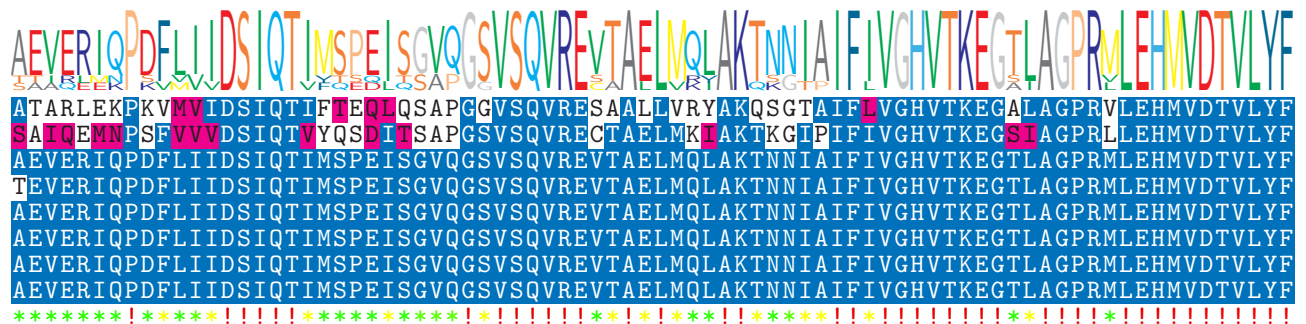 AEVERIQPDFLIIDSIQTIMSPEISGVQGSVSQVREVTAELMQLAKTNNIAIFIVGHVTKEGTLAGPRMLEHMVDTVLYF
ATARLEKPKVMVIDSIQTIFTEQLQSAPGGVSQVRESAALLVRYAKQSGTAIFLVGHVTKEGALAGPRVLEHMVDTVLYF
SAIQEMNPSFVVVDSIQTVYQSDITSAPGSVSQVRECTAELMKIAKTKGIPIFIVGHVTKEGSIAGPRLLEHMVDTVLYF
AEVERIQPDFLIIDSIQTIMSPEISGVQGSVSQVREVTAELMQLAKTNNIAIFIVGHVTKEGTLAGPRMLEHMVDTVLYF
TEVERIQPDFLIIDSIQTIMSPEISGVQGSVSQVREVTAELMQLAKTNNIAIFIVGHVTKEGTLAGPRMLEHMVDTVLYF
AEVERIQPDFLIIDSIQTIMSPEISGVQGSVSQVREVTAELMQLAKTNNIAIFIVGHVTKEGTLAGPRMLEHMVDTVLYF
AEVERIQPDFLIIDSIQTIMSPEISGVQGSVSQVREVTAELMQLAKTNNIAIFIVGHVTKEGTLAGPRMLEHMVDTVLYF
AEVERIQPDFLIIDSIQTIMSPEISGVQGSVSQVREVTAELMQLAKTNNIAIFIVGHVTKEGTLAGPRMLEHMVDTVLYF
AEVERIQPDFLIIDSIQTIMSPEISGVQGSVSQVREVTAELMQLAKTNNIAIFIVGHVTKEGTLAGPRMLEHMVDTVLYF
*******!*****!!!!!**********!*!!!!!!**!*!***!!*****!!*!!!!!!!!**!!!!*!!!!!!!!!!!